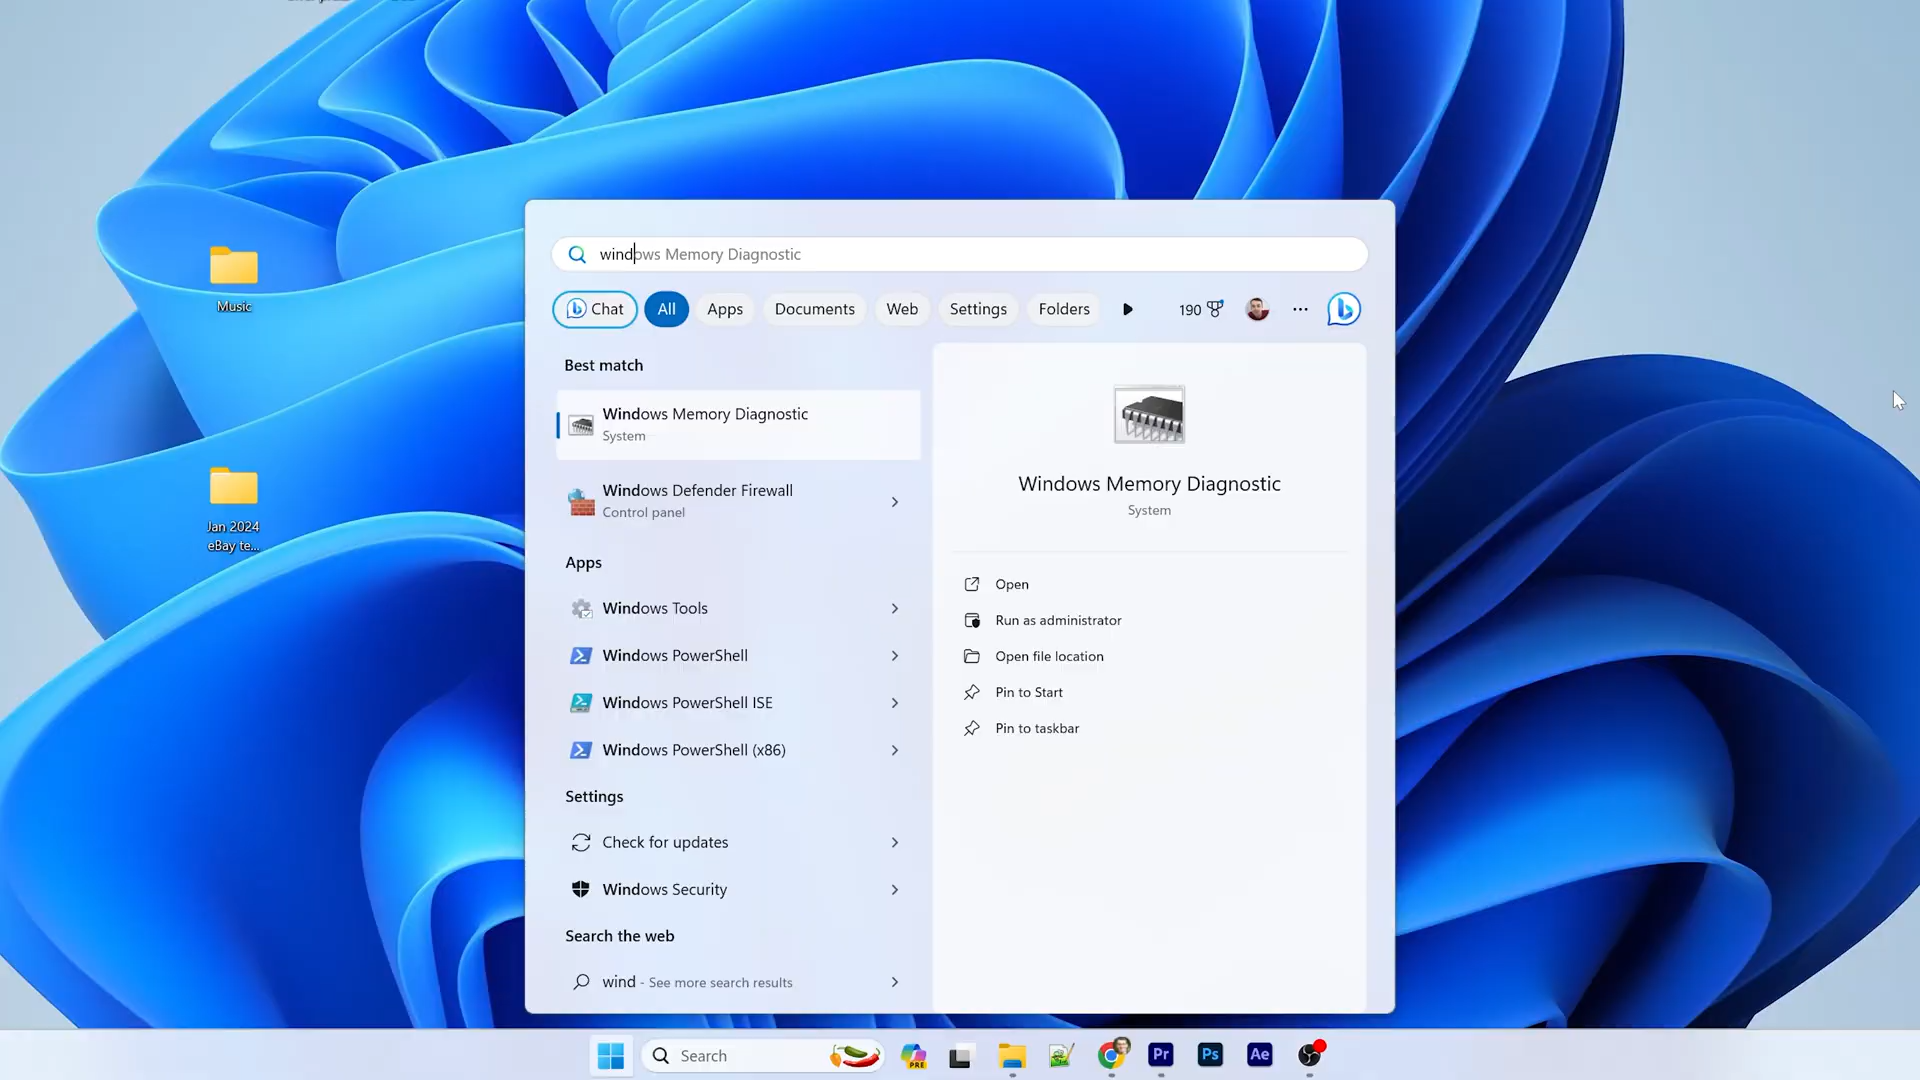 windows Memory Diagnostic
Chat
All
Apps
Documents
Web
Settings
Folders
190
Best match
Windows Memory Diagnostic
System
Windows Defender Firewall
Control panel
Apps
Windows Tools
Windows PowerShell
Windows PowerShell ISE
Windows PowerShell (x86)
Settings
Check for updates
Windows Security
Search the web
wind - See more search results
Windows Memory Diagnostic
System
Open
Run as administrator
Open file location
Pin to Start
Pin to taskbar
Music
Jan 2024
eBay te...
Search
PRE
Pr
Ps
Ae